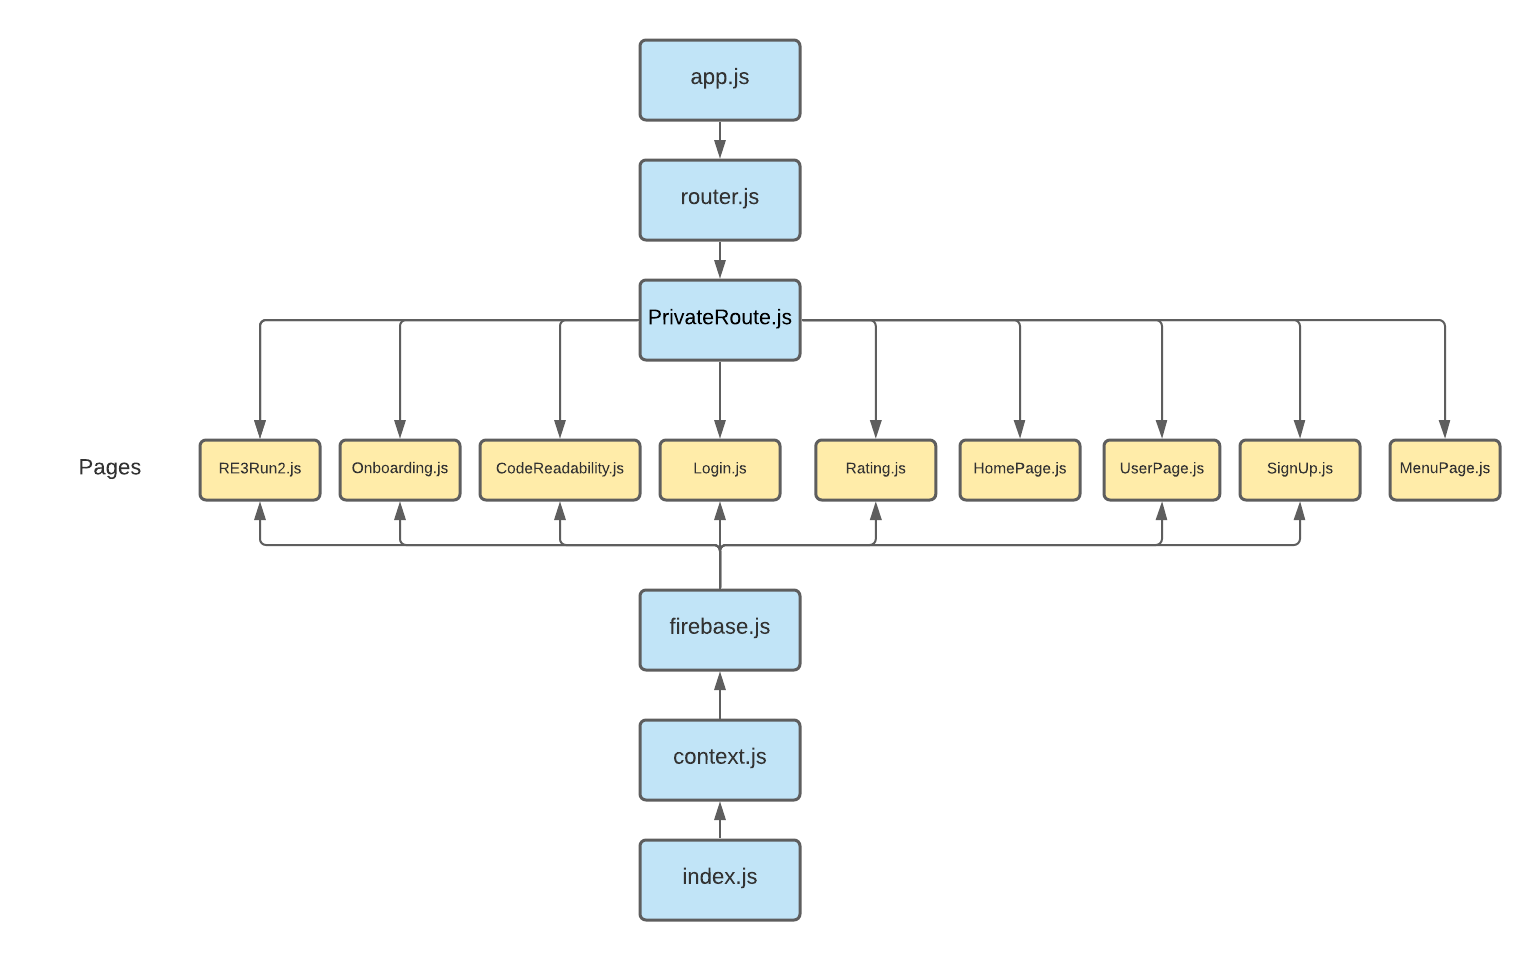 app.js
router.js
PrivateRoute.js
Pages
RE3Run2.js
Onboarding.js
CodeReadability.js
Login.js
Rating.js
HomePage.js
UserPage.js
SignUp.js
MenuPage.js
firebase.js
context.js
index.js